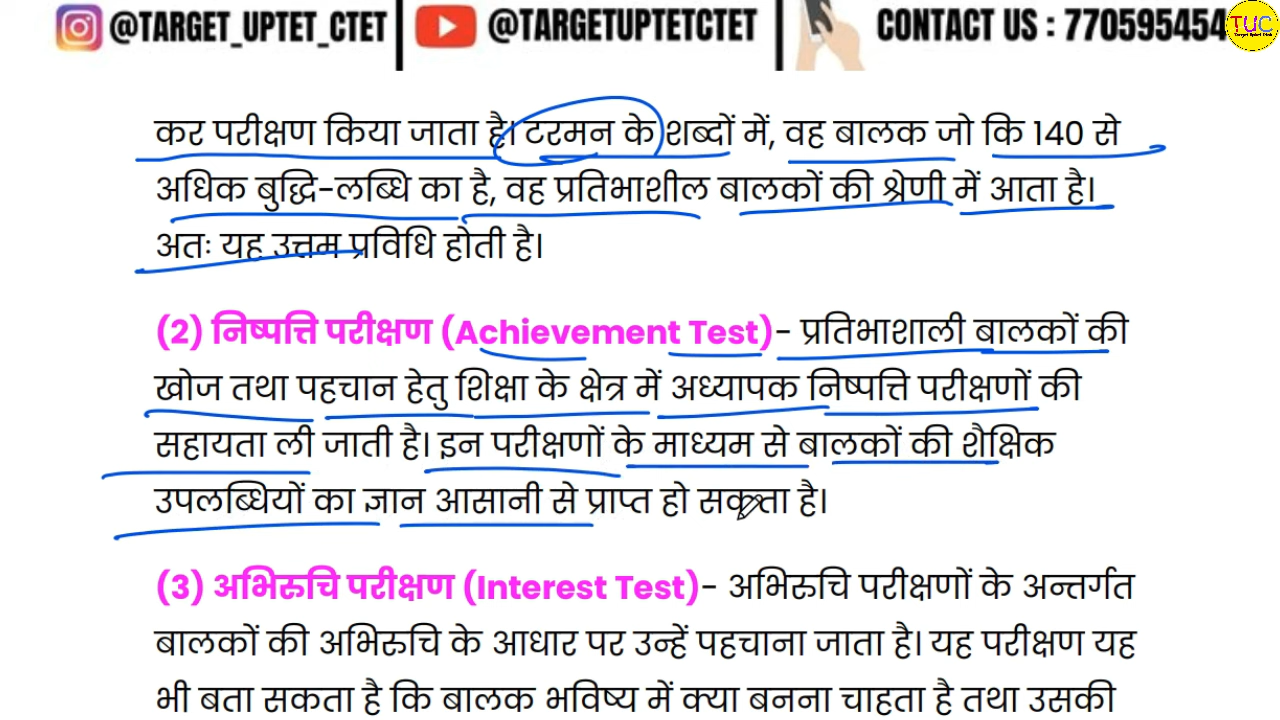 @TARGET_UPTET_CTET @TARGETUPTETCTET CONTACT US : 770595454
TUC
कर परीक्षण किया जाता है। टरमन के शब्दों में, वह बालक जो कि 140 से
अधिक बुद्धि-लब्धि का है, वह प्रतिभाशील बालकों की श्रेणी में आता है।
अतः यह उत्तम प्रविधि होती है।
(2) निष्पत्ति परीक्षण (Achievement Test)- प्रतिभाशाली बालकों की
खोज तथा पहचान हेतु शिक्षा के क्षेत्र में अध्यापक निष्पत्ति परीक्षणों की
सहायता ली जाती है। इन परीक्षणों के माध्यम से बालकों की शैक्षिक
उपलब्धियों का ज्ञान आसानी से प्राप्त हो सकता है।
(3) अभिरुचि परीक्षण (Interest Test)- अभिरुचि परीक्षणों के अन्तर्गत
बालकों की अभिरुचि के आधार पर उन्हें पहचाना जाता है। यह परीक्षण यह
भी बता सकता है कि बालक भविष्य में क्या बनना चाहता है तथा उसकी